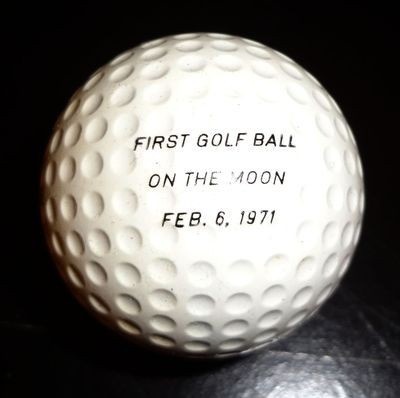 FIRST GOLF BALL
ON THE MOON
FEB. 6, 1971